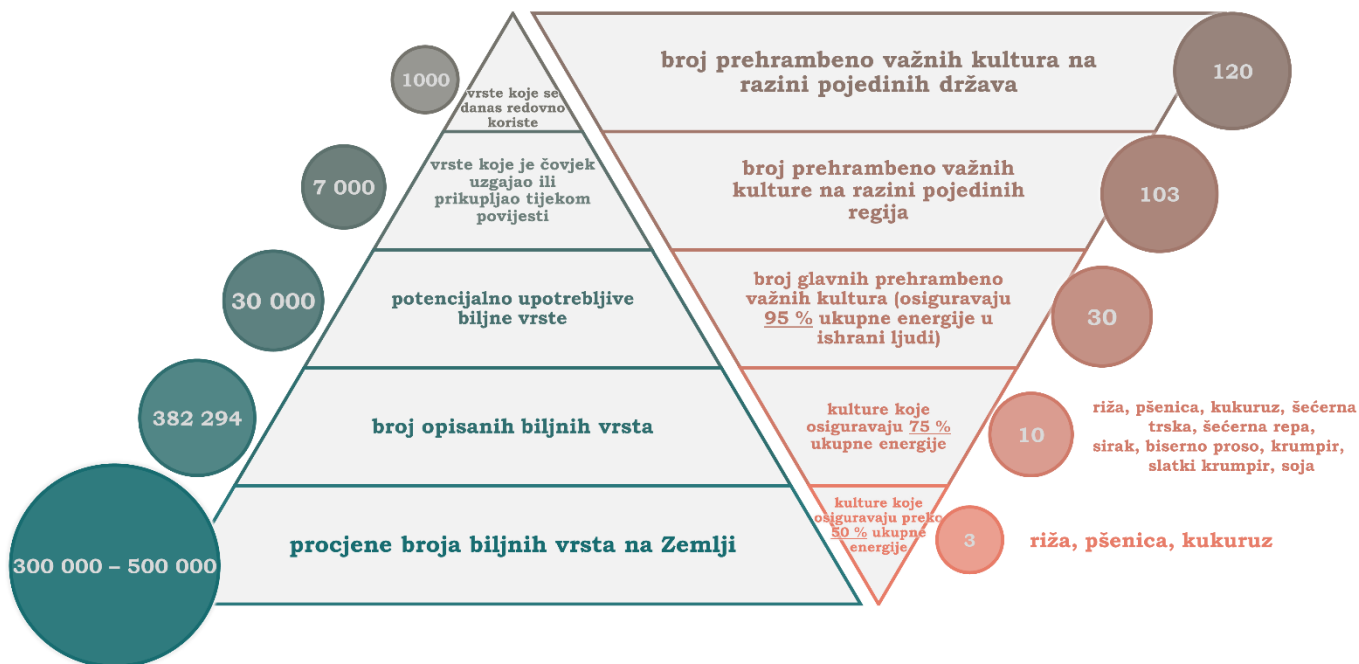 1000
vrste koje se
danas redovno
koriste
7 000
vrste koje je čovjek
uzgajao ili
prikupljao tijekom
povijesti
30 000
potencijalno upotrebljive
biljne vrste
382 294
broj opisanih biljnih vrsta
300 000 – 500 000
procjene broja biljnih vrsta na Zemlji
broj prehrambeno važnih kultura na
razini pojedinih država
120
broj prehrambeno važnih
kulture na razini pojedinih
regija
103
broj glavnih prehrambeno
važnih kultura (osiguravaju
95 % ukupne energije u
ishrani ljudi)
30
kulture koje
osiguravaju 75 %
ukupne energije
10
riža, pšenica, kukuruz, šećerna
trska, šećerna repa,
sirak, biserno proso, krumpir,
slatki krumpir, soja
kulture koje
osiguravaju preko
50 % ukupne
energije
3
riža, pšenica, kukuruz